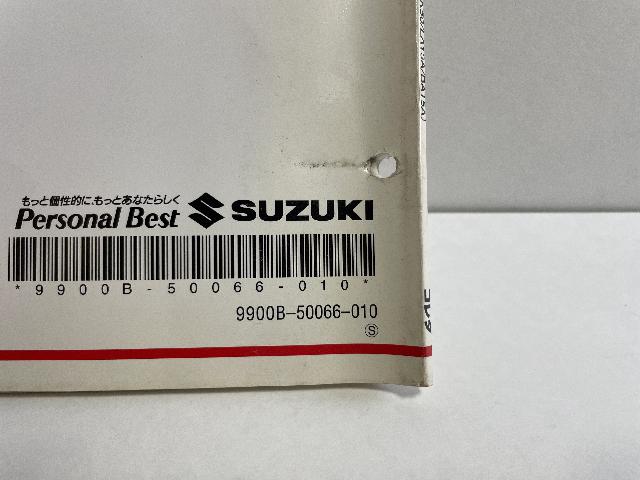 もっと個性的に、もっとあなたらしく
Personal Best SUZUKI
*9900B-50066-010*
9900B-50066-010
S